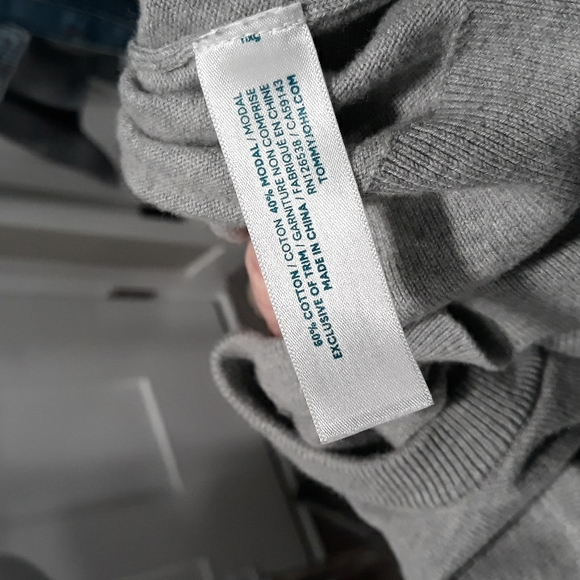 60% COTTON / COTON 40% MODAL / MODAL
EXCLUSIVE OF TRIM / GARNITURE NON COMPRISE
MADE IN CHINA / FABRIQUÉ EN CHINE
RN126538 / CA59143
TOMMYJOHN.COM